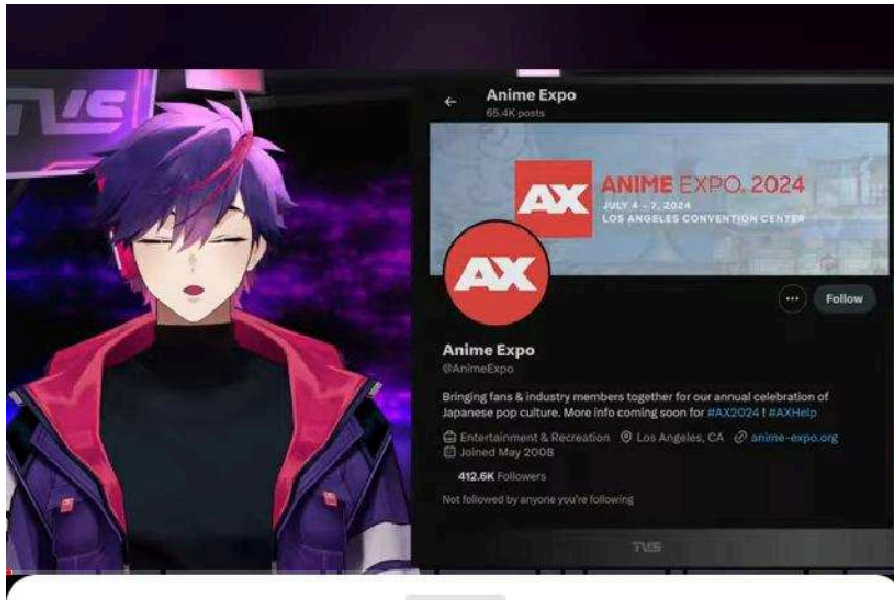 TVS
Anime Expo
65.4K posts
AX
ANIME EXPO. 2024
JULY 4 - 7, 2024
LOS ANGELES CONVENTION CENTER
AX
Follow
Anime Expo
@AnimeExpo
Bringing fans & industry members together for our annual celebration of
Japanese pop culture. More info coming soon for #AX2024 ! #AXHelp
Entertainment & Recreation Los Angeles, CA anime-expo.org
Joined May 2008
412.6K Followers
Not followed by anyone you're following
TVS